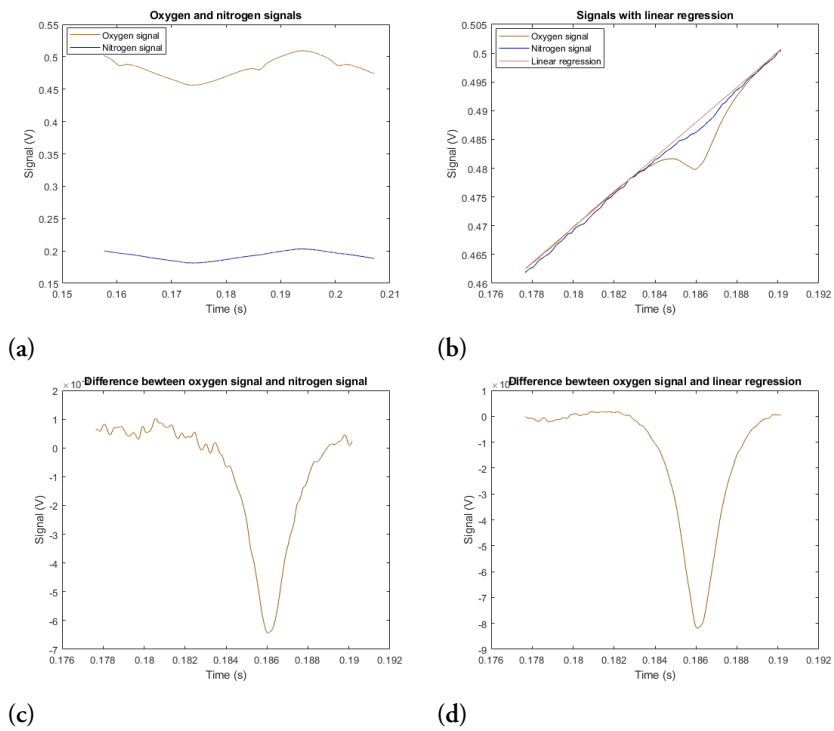 Oxygen and nitrogen signals
0.55
0.5
0.45
0.4
0.35
0.3
0.25
0.2
0.15
Signal (V)
Oxygen signal
Nitrogen signal
0.15 0.16 0.17 0.18 0.19 0.2 0.21
Time (s)
(a)
Signals with linear regression
0.505
0.5
0.495
0.49
0.485
0.48
0.475
0.47
0.465
0.46
Signal (V)
Oxygen signal
Nitrogen signal
Linear regression
0.176 0.178 0.18 0.182 0.184 0.186 0.188 0.19 0.192
Time (s)
(b)
Difference bewteen oxygen signal and nitrogen signal
× 10
2
1
0
-1
-2
-3
-4
-5
-6
-7
Signal (V)
0.176 0.178 0.18 0.182 0.184 0.186 0.188 0.19 0.192
Time (s)
(c)
Difference bewteen oxygen signal and linear regression
× 10
1
0
-1
-2
-3
-4
-5
-6
-7
-8
-9
Signal (V)
0.176 0.178 0.18 0.182 0.184 0.186 0.188 0.19 0.192
Time (s)
(d)